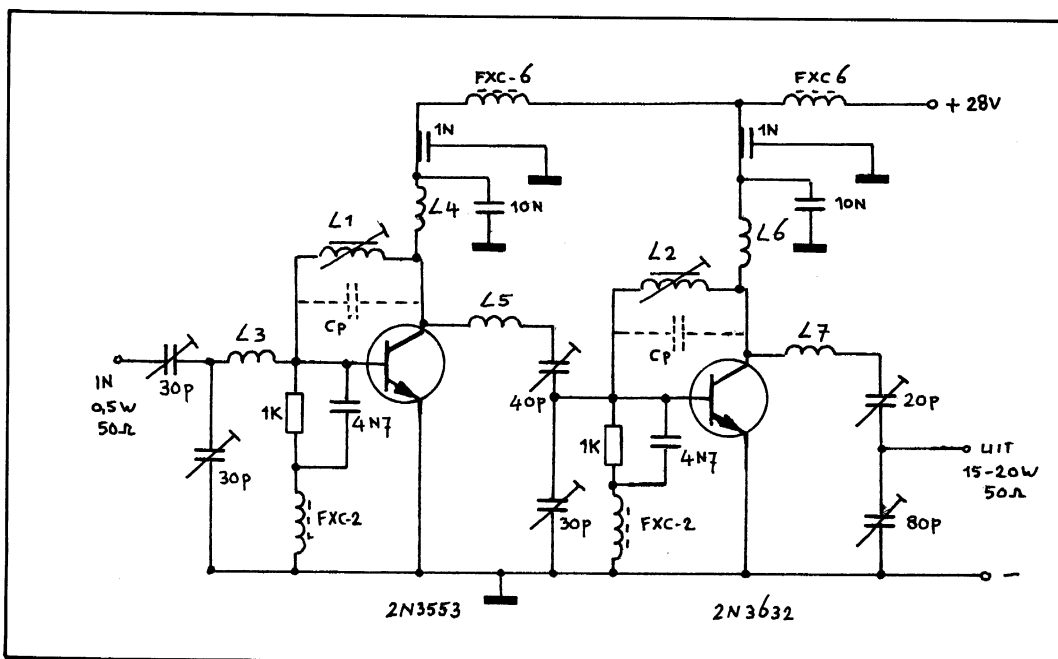 FXC-6
FXC 6
+ 28V
1N
1N
10N
10N
L4
L6
L1
L2
Cp
Cp
L5
L7
L3
IN
0,5W
50Ω
30p
30p
1K
4N7
FXC-2
40p
30p
1K
4N7
FXC-2
20p
80p
UIT
15-20W
50Ω
-
2N3553
2N3632